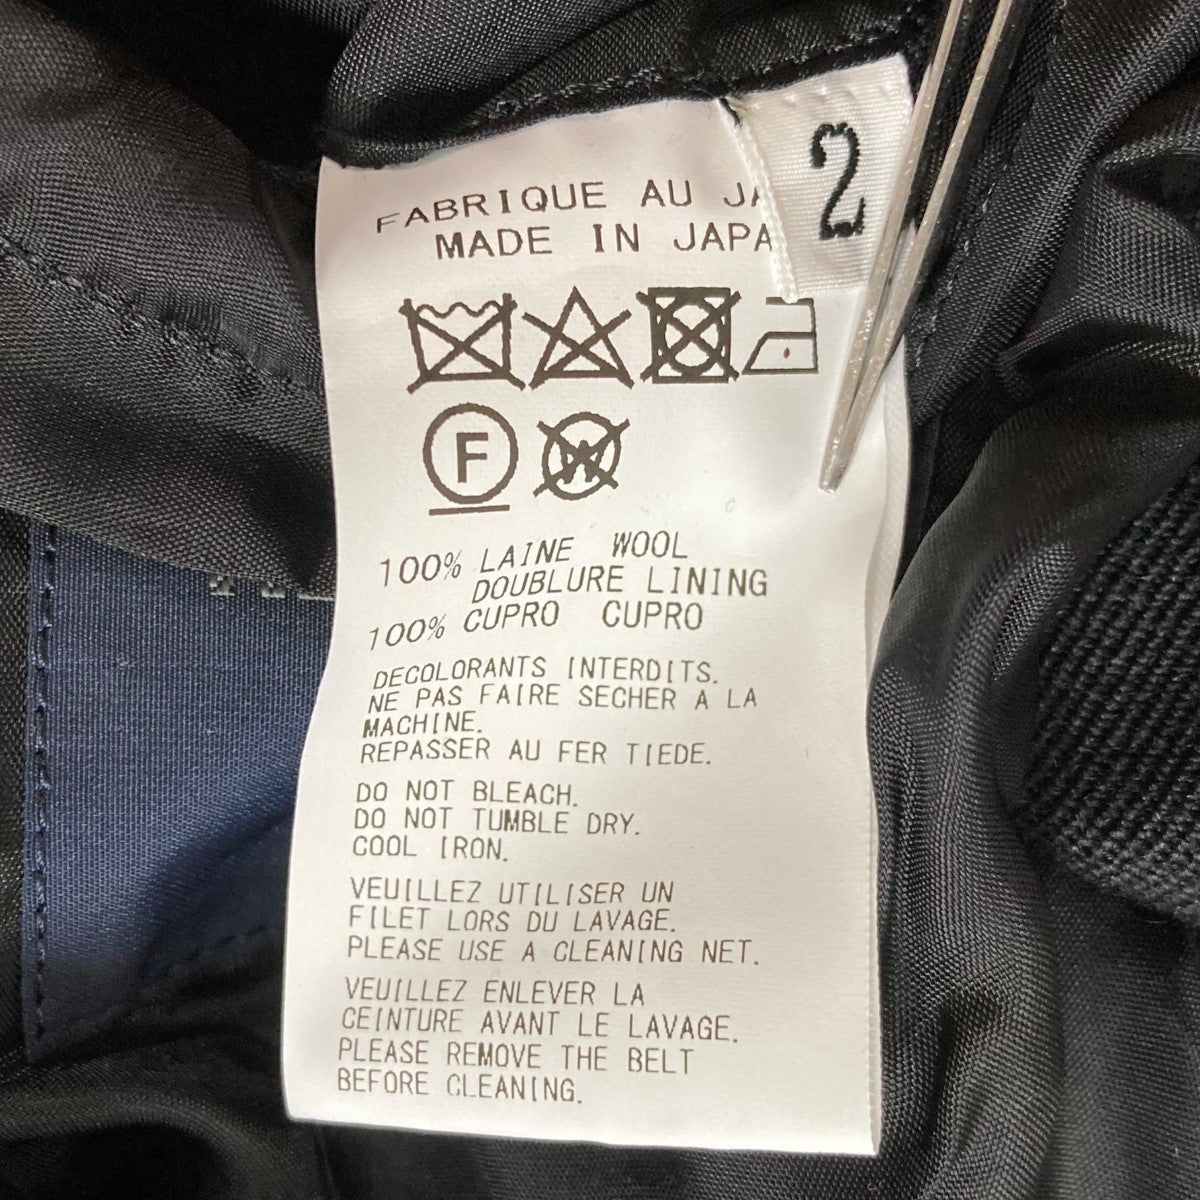 2
FABRIQUE AU
MADE IN JAPA
F
W
100% LAINE WOOL
DOUBLURE LINING
100% CUPRO CUPRO
DECOLORANTS INTERDITS.
NE PAS FAIRE SECHER A LA
MACHINE.
REPASSER AU FER TIEDE.
DO NOT BLEACH.
DO NOT TUMBLE DRY.
COOL IRON.
VEUILLEZ UTILISER UN
FILET LORS DU LAVAGE.
PLEASE USE A CLEANING NET.
VEUILLEZ ENLEVER LA
CEINTURE AVANT LE LAVAGE.
PLEASE REMOVE THE BELT
BEFORE CLEANING.